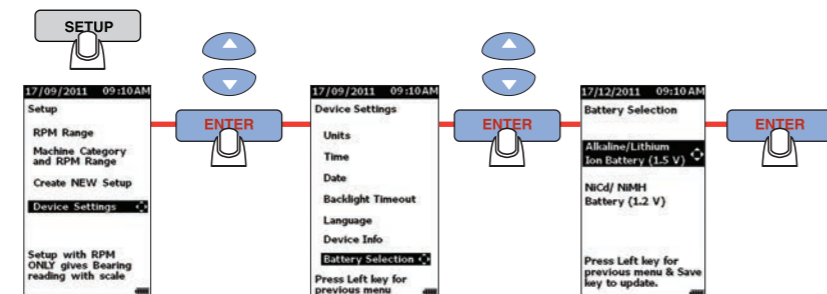 SETUP
17/09/2011 09:10AM
Setup
RPM Range
Machine Category
and RPM Range
Create NEW Setup
Device Settings
Setup with RPM
ONLY gives Bearing
reading with scale
ENTER
17/09/2011 09:10AM
Device Settings
Units
Time
Date
Backlight Timeout
Language
Device Info
Battery Selection
Press Left key for
previous menu
ENTER
17/12/2011 09:10AM
Battery Selection
Alkaline/Lithium
Ion Battery (1.5 V)
NiCd/ NiMH
Battery (1.2 V)
Press Left key for
previous menu & Save
key to update.
ENTER